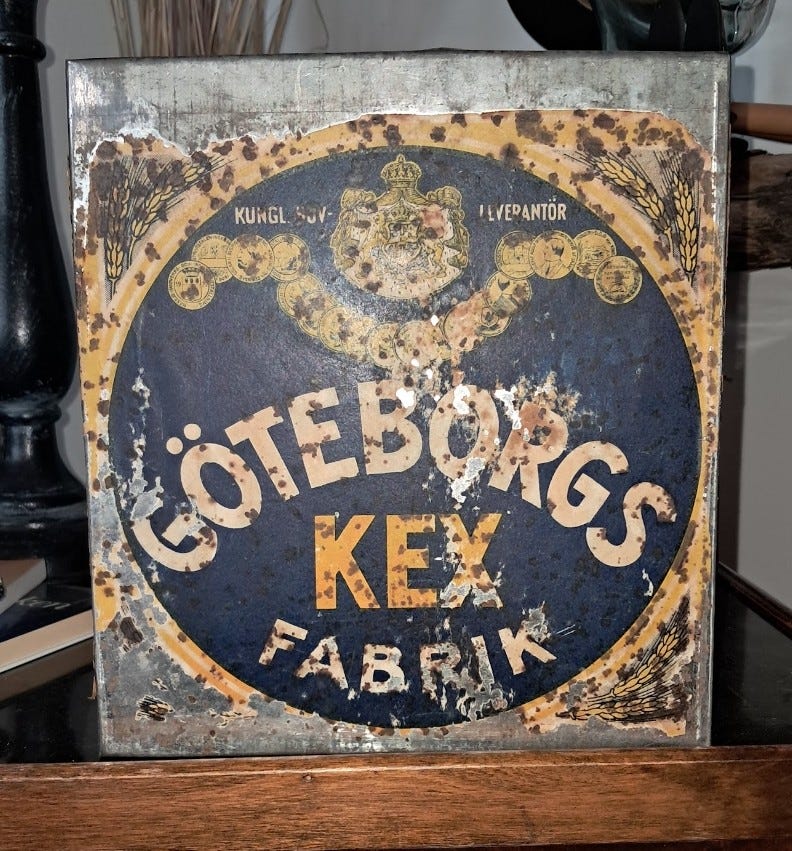 KUNGL. HOV- LEVERANTÖR
GÖTEBORGS
KEX
FABRIK